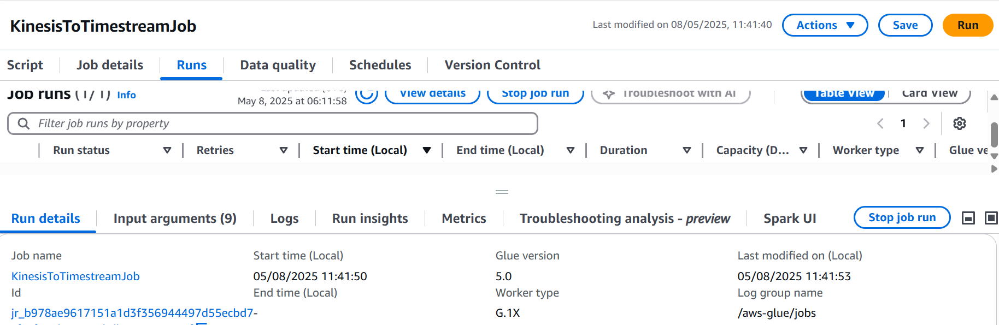 KinesisToTimestreamJob
Last modified on 08/05/2025, 11:41:40
Actions
Save
Run
Script
Job details
Runs
Data quality
Schedules
Version Control
Job runs (1/1) Info
May 8, 2025 at 06:11:58
View details
Stop job run
Troubleshoot with AI
Table View
Card View
Filter job runs by property
1
Run status
Retries
Start time (Local)
End time (Local)
Duration
Capacity (D...
Worker type
Glue ve
Run details
Input arguments (9)
Logs
Run insights
Metrics
Troubleshooting analysis - preview
Spark UI
Stop job run
Job name
Start time (Local)
Glue version
Last modified on (Local)
KinesisToTimestreamJob
05/08/2025 11:41:50
5.0
05/08/2025 11:41:53
Id
End time (Local)
Worker type
Log group name
jr_b978ae9617151a1d3f356944497d55ecbd7
-
G.1X
/aws-glue/jobs